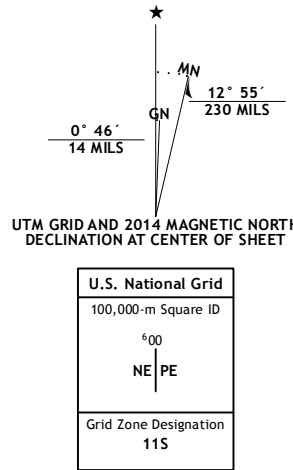 ★
MN
GN
12° 55´
230 MILS
0° 46´
14 MILS
UTM GRID AND 2014 MAGNETIC NORTH
DECLINATION AT CENTER OF SHEET
U.S. National Grid
100,000-m Square ID
⁶00
NE PE
Grid Zone Designation
11S